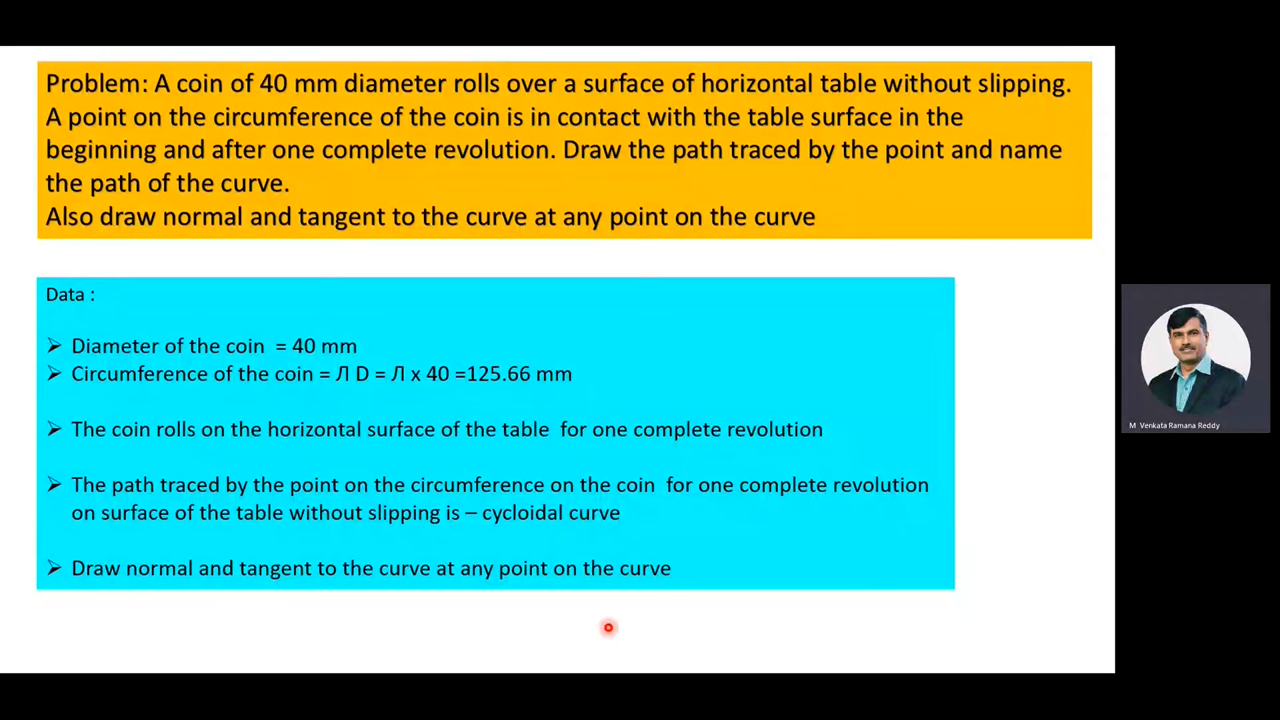 Problem: A coin of 40 mm diameter rolls over a surface of horizontal table without slipping.
A point on the circumference of the coin is in contact with the table surface in the
beginning and after one complete revolution. Draw the path traced by the point and name
the path of the curve.
Also draw normal and tangent to the curve at any point on the curve
Data :
➢ Diameter of the coin = 40 mm
➢ Circumference of the coin = Л D = Л x 40 =125.66 mm
➢ The coin rolls on the horizontal surface of the table for one complete revolution
➢ The path traced by the point on the circumference on the coin for one complete revolution
on surface of the table without slipping is – cycloidal curve
➢ Draw normal and tangent to the curve at any point on the curve
M Venkata Ramana Reddy